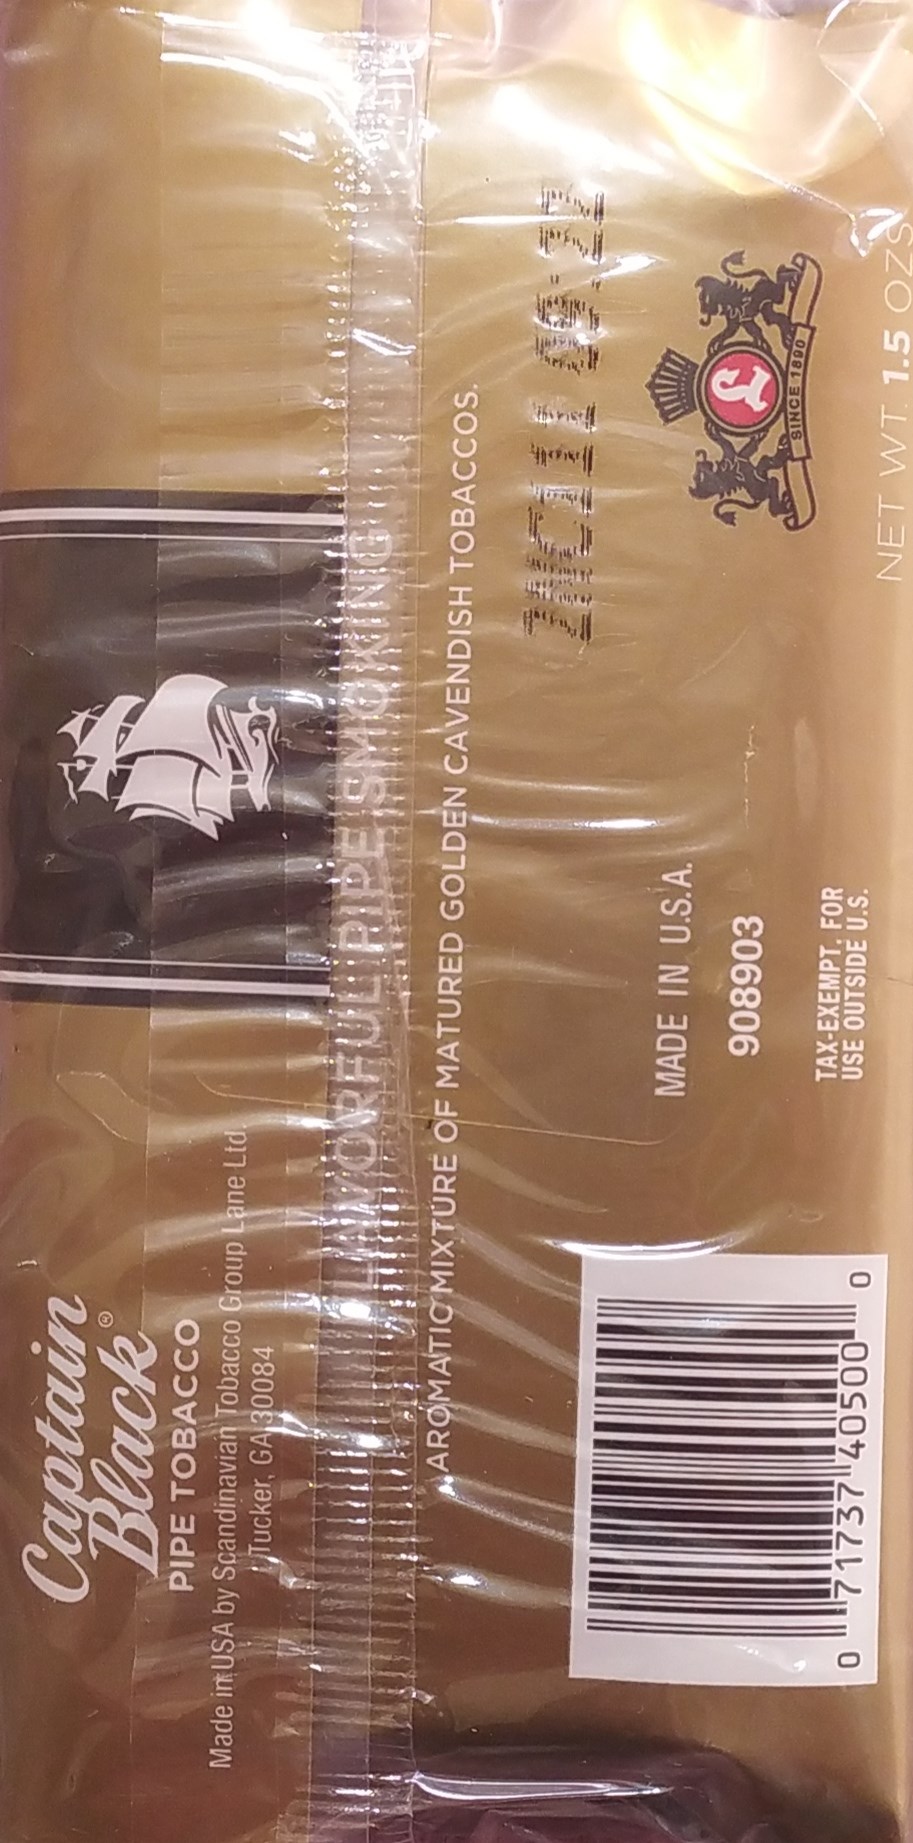 Captain
Black®
PIPE TOBACCO
Made in USA by Scandinavian Tobacco Group Lane Ltd.
Tucker, GA 30084
FLAVORFUL PIPE SMOKING
AROMATIC MIXTURE OF MATURED GOLDEN CAVENDISH TOBACCOS.
SINCE 1890
MADE IN U.S.A.
908903
TAX-EXEMPT. FOR
USE OUTSIDE U.S.
NET WT. 1.5 OZS
0 71737 40500 0